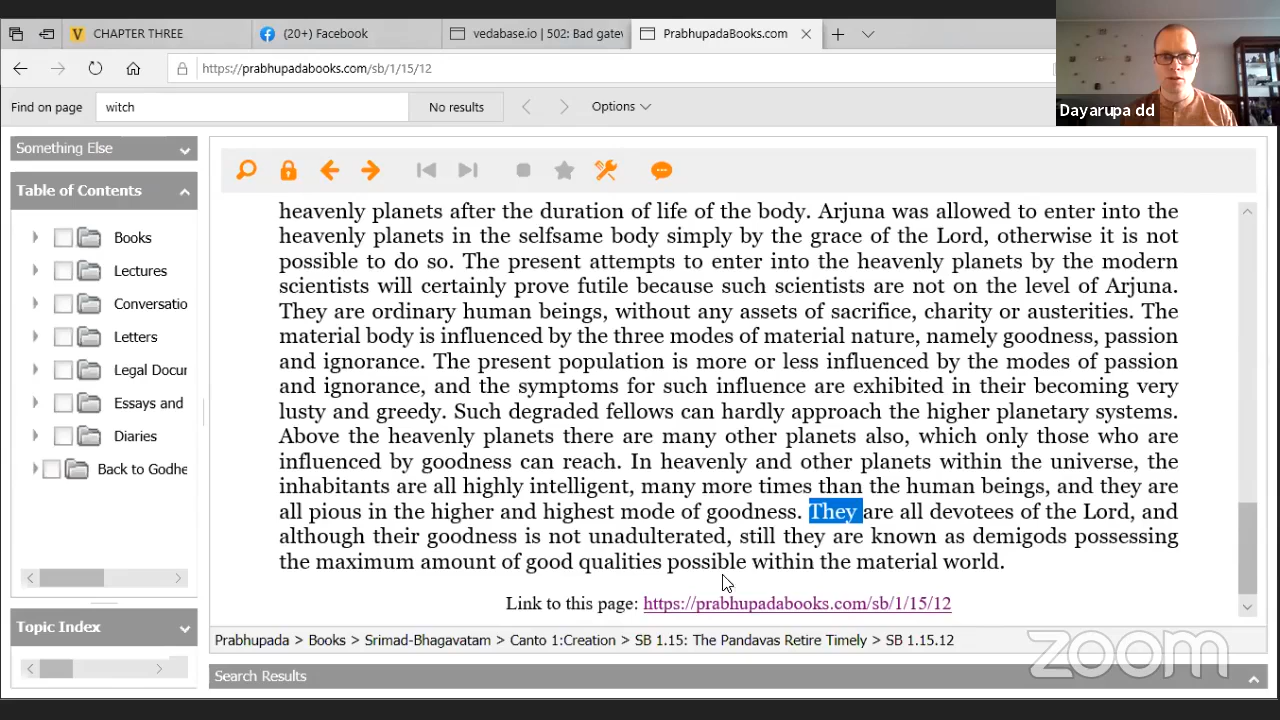 CHAPTER THREE
(20+) Facebook
vedabase.io | 502: Bad gatev
PrabhupadaBooks.com
https://prabhupadabooks.com/sb/1/15/12
Find on page
witch
No results
Options
Dayarupa dd
Something Else
Table of Contents
Books
Lectures
Conversatio
Letters
Legal Docur
Essays and
Diaries
Back to Godhe
Topic Index
heavenly planets after the duration of life of the body. Arjuna was allowed to enter into the
heavenly planets in the selfsame body simply by the grace of the Lord, otherwise it is not
possible to do so. The present attempts to enter into the heavenly planets by the modern
scientists will certainly prove futile because such scientists are not on the level of Arjuna.
They are ordinary human beings, without any assets of sacrifice, charity or austerities. The
material body is influenced by the three modes of material nature, namely goodness, passion
and ignorance. The present population is more or less influenced by the modes of passion
and ignorance, and the symptoms for such influence are exhibited in their becoming very
lusty and greedy. Such degraded fellows can hardly approach the higher planetary systems.
Above the heavenly planets there are many other planets also, which only those who are
influenced by goodness can reach. In heavenly and other planets within the universe, the
inhabitants are all highly intelligent, many more times than the human beings, and they are
all pious in the higher and highest mode of goodness. They are all devotees of the Lord, and
although their goodness is not unadulterated, still they are known as demigods possessing
the maximum amount of good qualities possible within the material world.
Link to this page: https://prabhupadabooks.com/sb/1/15/12
Prabhupada > Books > Srimad-Bhagavatam > Canto 1:Creation > SB 1.15: The Pandavas Retire Timely > SB 1.15.12
Search Results
zoom